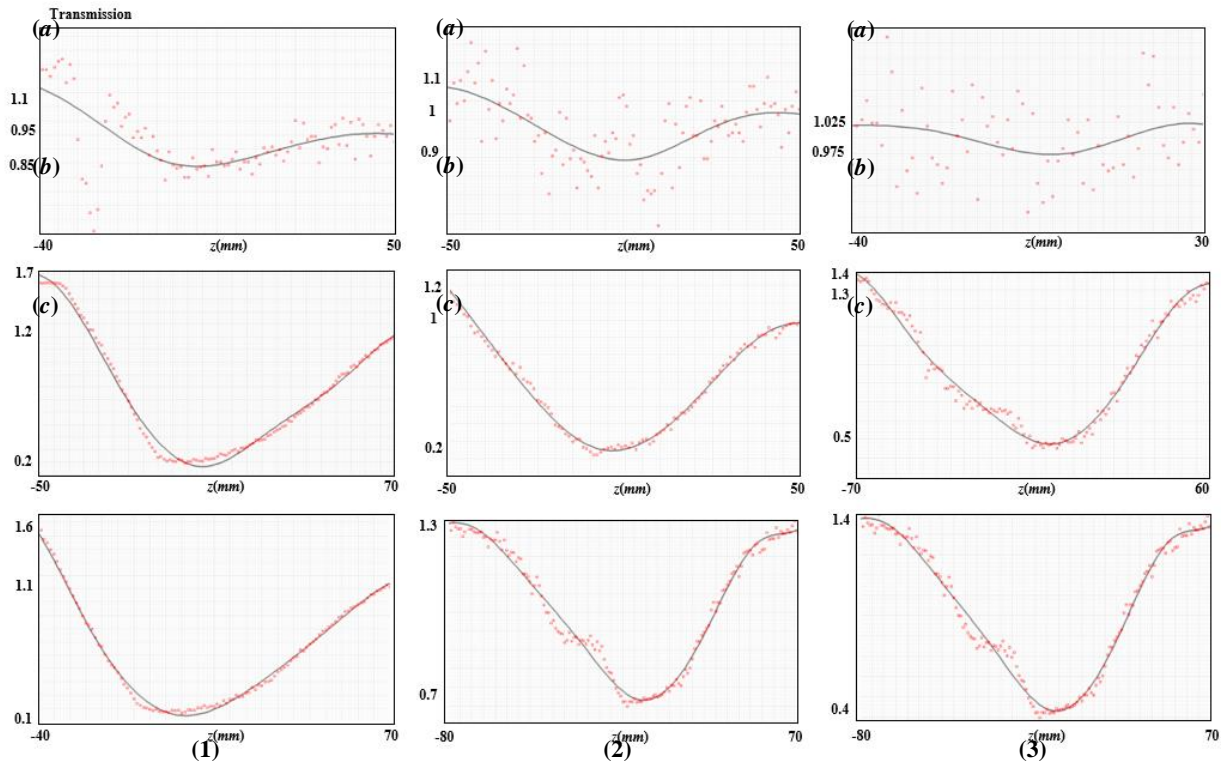 Transmission
(a) (a) (a)
1.1 1.1 1.025
0.95 1 0.975
0.85 0.9
(b) (b) (b)
-40 z(mm) 50 -50 z(mm) 50 -40 z(mm) 30
1.7 1.2 1.4
(c) (c) 1.3 (c)
1.2 1
0.2 0.2 0.5
-50 z(mm) 70 -50 z(mm) 50 -70 z(mm) 60
1.6 1.3 1.4
1.1
0.1 0.7 0.4
-40 z(mm) 70 -80 z(mm) 70 -80 z(mm) 70
(1) (2) (3)